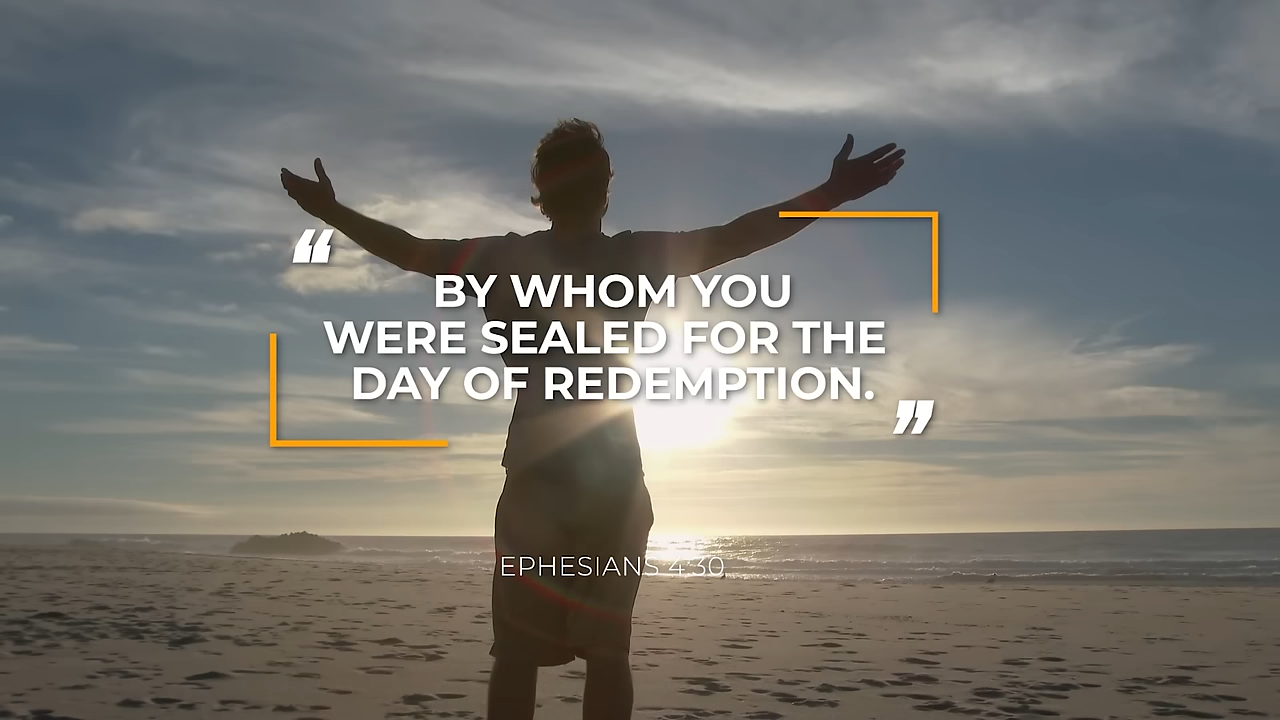 “
BY WHOM YOU
WERE SEALED FOR THE
DAY OF REDEMPTION.
”
EPHESIANS 4:30